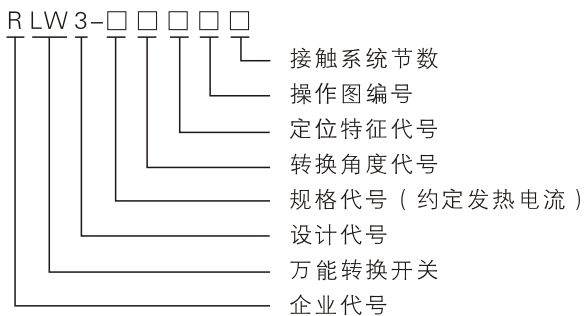 RLW3-□□□□□
接触系统节数
操作图编号
定位特征代号
转换角度代号
规格代号(约定发热电流)
设计代号
万能转换开关
企业代号